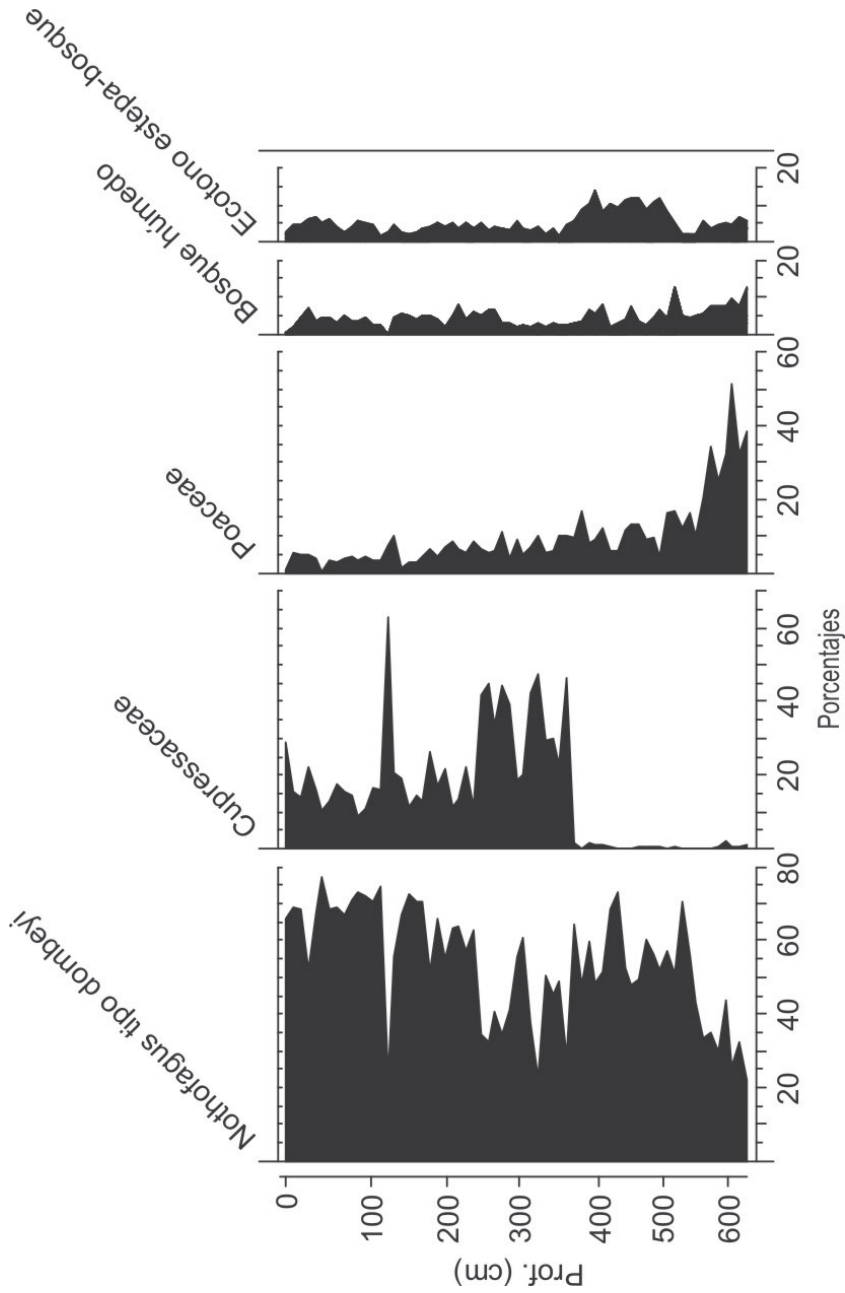 Nothofagus tipo dombeyi
Cupressaceae
Poaceae
Bosque húmedo
Ecotono estepa-bosque
Prof. (cm)
0
100
200
300
400
500
600
20 40 60 80
20 40 60
20 40 60
20
20
Porcentajes